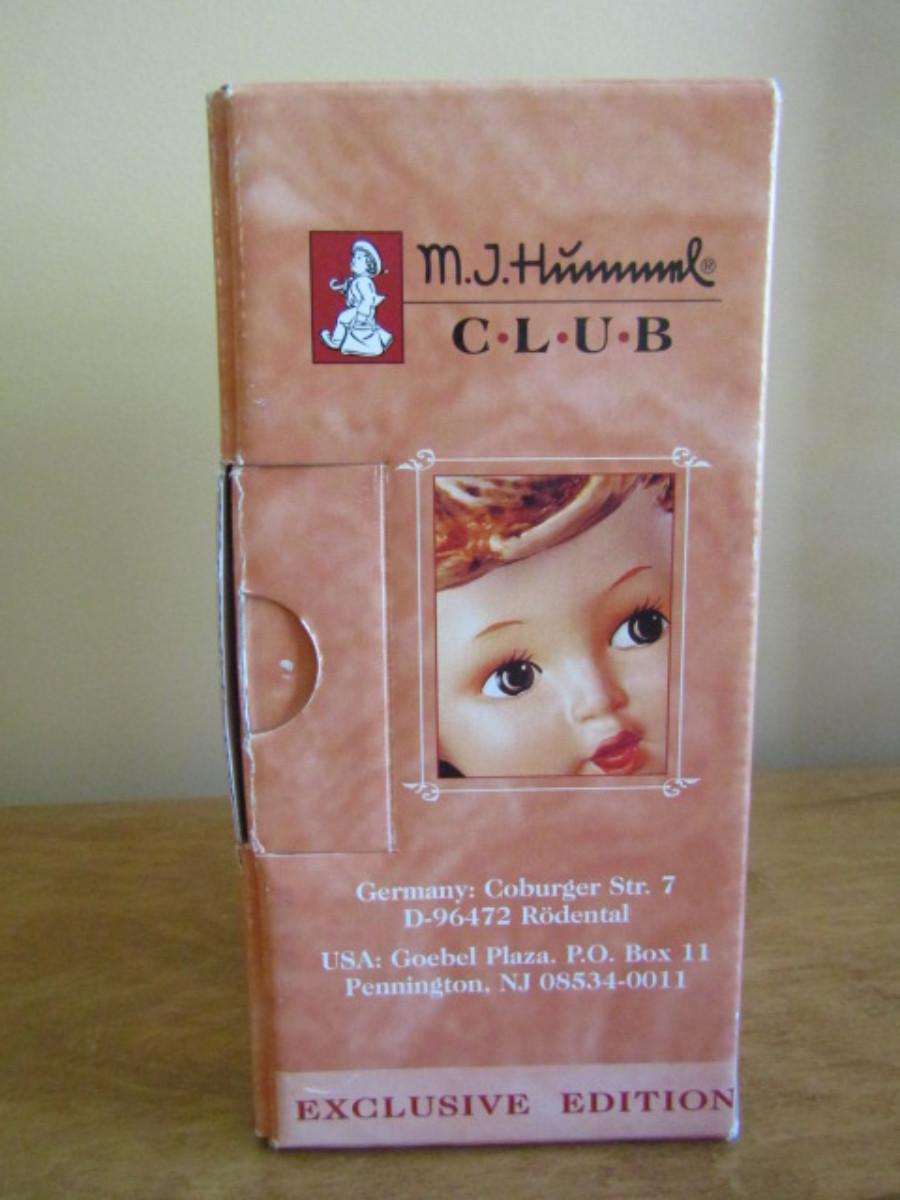 M.J.Hummel®
C·L·U·B
Germany: Coburger Str. 7
D-96472 Rödental
USA: Goebel Plaza. P.O. Box 11
Pennington, NJ 08534-0011
EXCLUSIVE EDITION